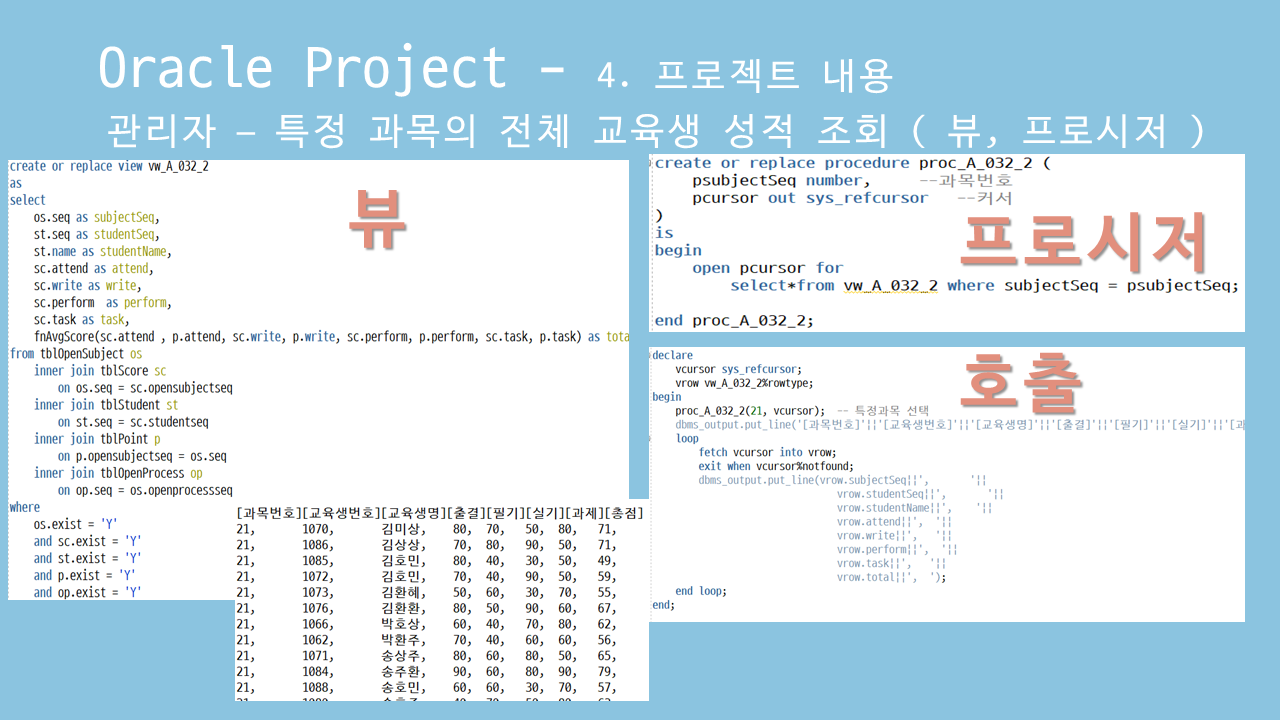 Oracle Project - 4. 프로젝트 내용
관리자 – 특정 과목의 전체 교육생 성적 조회 ( 뷰, 프로시저 )
create or replace view vw_A_032_2
as
select
os.seq as subjectSeq,
st.seq as studentSeq,
st.name as studentName,
sc.attend as attend,
sc.write as write,
sc.perform as perform,
sc.task as task,
fnAvgScore(sc.attend , p.attend, sc.write, p.write, sc.perform, p.perform, sc.task, p.task) as tota
from tblOpenSubject os
inner join tblScore sc
on os.seq = sc.opensubjectseq
inner join tblStudent st
on st.seq = sc.studentseq
inner join tblPoint p
on p.opensubjectseq = os.seq
inner join tblOpenProcess op
on op.seq = os.openprocessseq
where
os.exist = 'Y'
and sc.exist = 'Y'
and st.exist = 'Y'
and p.exist = 'Y'
and op.exist = 'Y'
뷰
[과목번호][교육생번호][교육생명][출결][필기][실기][과제][총점]
21, 1070, 김미상, 80, 70, 50, 80, 71,
21, 1086, 김상상, 70, 80, 90, 50, 71,
21, 1085, 김호민, 80, 40, 30, 50, 49,
21, 1072, 김호민, 70, 40, 90, 50, 59,
21, 1073, 김환혜, 50, 60, 30, 70, 55,
21, 1076, 김환환, 80, 50, 90, 60, 67,
21, 1066, 박호상, 60, 40, 70, 80, 62,
21, 1062, 박환주, 70, 40, 60, 60, 56,
21, 1071, 송상주, 80, 60, 80, 50, 65,
21, 1084, 송주환, 90, 60, 80, 90, 79,
21, 1088, 송호민, 60, 60, 30, 70, 57,
create or replace procedure proc_A_032_2 (
psubjectSeq number, --과목번호
pcursor out sys_refcursor --커서
)
is
begin
open pcursor for
select*from vw_A_032_2 where subjectSeq = psubjectSeq;
end proc_A_032_2;
프로시저
declare
vcursor sys_refcursor;
vrow vw_A_032_2%rowtype;
begin
proc_A_032_2(21, vcursor); -- 특정과목 선택
dbms_output.put_line('[과목번호]'||'[교육생번호]'||'[교육생명]'||'[출결]'||'[필기]'||'[실기]'||'[과
loop
fetch vcursor into vrow;
exit when vcursor%notfound;
dbms_output.put_line(vrow.subjectSeq||', '||
vrow.studentSeq||', '||
vrow.studentName||', '||
vrow.attend||', '||
vrow.write||', '||
vrow.perform||', '||
vrow.task||', '||
vrow.total||', ');
end loop;
end;
호출